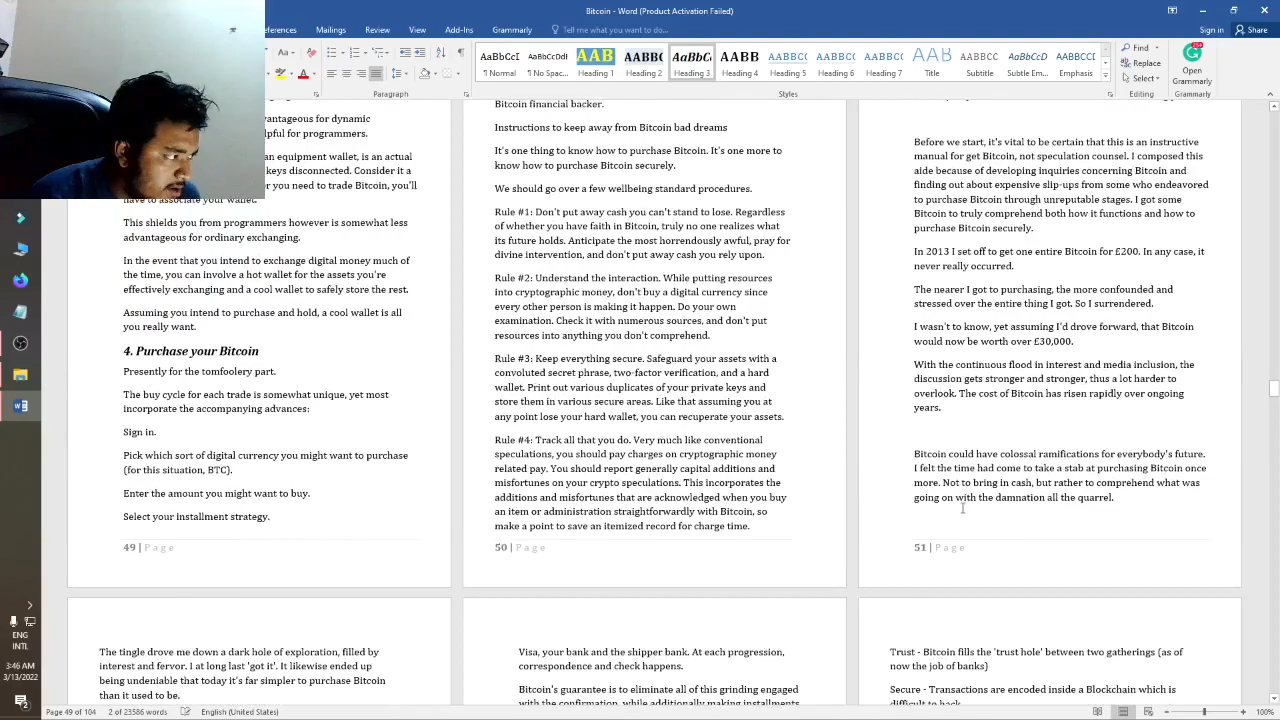 Bitcoin - Word (Product Activation Failed)
Sign in
eferences Mailings Review View Add-Ins Grammarly Tell me what you want to do...
Sign in Share
AaBbCcI AaBbCcDdI AAB AABBC AaBbC AABB AABBCC AABBCC AABBCC AAB AABBCC AaBbCcD AABBCCI
¶ Normal ¶ No Spac... Heading 1 Heading 2 Heading 3 Heading 4 Heading 5 Heading 6 Heading 7 Title Subtitle Subtle Em... Emphasis
Find
Replace
Select
Open
Grammarly
Paragraph Styles Editing Grammarly
vantageous for dynamic
lpful for programmers.
an equipment wallet, is an actual
keys disconnected. Consider it a
r you need to trade Bitcoin, you'll
have to associate your wallet.
This shields you from programmers however is somewhat less
advantageous for ordinary exchanging.
In the event that you intend to exchange digital money much of
the time, you can involve a hot wallet for the assets you're
effectively exchanging and a cool wallet to safely store the rest.
Assuming you intend to purchase and hold, a cool wallet is all
you really want.
4. Purchase your Bitcoin
Presently for the tomfoolery part.
The buy cycle for each trade is somewhat unique, yet most
incorporate the accompanying advances:
Sign in.
Pick which sort of digital currency you might want to purchase
(for this situation, BTC).
Enter the amount you might want to buy.
Select your installment strategy.
49 | Page
Bitcoin financial backer.
Instructions to keep away from Bitcoin bad dreams
It's one thing to know how to purchase Bitcoin. It's one more to
know how to purchase Bitcoin securely.
We should go over a few wellbeing standard procedures.
Rule #1: Don't put away cash you can't stand to lose. Regardless
of whether you have faith in Bitcoin, truly no one realizes what
its future holds. Anticipate the most horrendously awful, pray for
divine intervention, and don't put away cash you rely upon.
Rule #2: Understand the interaction. While putting resources
into cryptographic money, don't buy a digital currency since
every other person is making it happen. Do your own
examination. Check it with numerous sources, and don't put
resources into anything you don't comprehend.
Rule #3: Keep everything secure. Safeguard your assets with a
convoluted secret phrase, two-factor verification, and a hard
wallet. Print out various duplicates of your private keys and
store them in various secure areas. Like that assuming you at
any point lose your hard wallet, you can recuperate your assets.
Rule #4: Track all that you do. Very much like conventional
speculations, you should pay charges on cryptographic money
related pay. You should report generally capital additions and
misfortunes on your crypto speculations. This incorporates the
additions and misfortunes that are acknowledged when you buy
an item or administration straightforwardly with Bitcoin, so
make a point to save an itemized record for charge time.
50 | Page
Before we start, it's vital to be certain that this is an instructive
manual for get Bitcoin, not speculation counsel. I composed this
aide because of developing inquiries concerning Bitcoin and
finding out about expensive slip-ups from some who endeavored
to purchase Bitcoin through unreputable stages. I got some
Bitcoin to truly comprehend both how it functions and how to
purchase Bitcoin securely.
In 2013 I set off to get one entire Bitcoin for £200. In any case, it
never really occurred.
The nearer I got to purchasing, the more confounded and
stressed over the entire thing I got. So I surrendered.
I wasn't to know, yet assuming I'd drove forward, that Bitcoin
would now be worth over £30,000.
With the continuous flood in interest and media inclusion, the
discussion gets stronger and stronger, thus a lot harder to
overlook. The cost of Bitcoin has risen rapidly over ongoing
years.
Bitcoin could have colossal ramifications for everybody's future.
I felt the time had come to take a stab at purchasing Bitcoin once
more. Not to bring in cash, but rather to comprehend what was
going on with the damnation all the quarrel.
51 | Page
The tingle drove me down a dark hole of exploration, filled by
interest and fervor. I at long last 'got it'. It likewise ended up
being undeniable that today it's far simpler to purchase Bitcoin
than it used to be.
Visa, your bank and the shipper bank. At each progression,
correspondence and check happens.
Bitcoin's guarantee is to eliminate all of this grinding engaged
with the confirmation, while additionally making installments
Trust - Bitcoin fills the 'trust hole' between two gatherings (as of
now the job of banks)
Secure - Transactions are encoded inside a Blockchain which is
difficult to hack
ENG
INTL
3:46 AM
3/13/2022
Page 49 of 104 2 of 23586 words English (United States) 100%